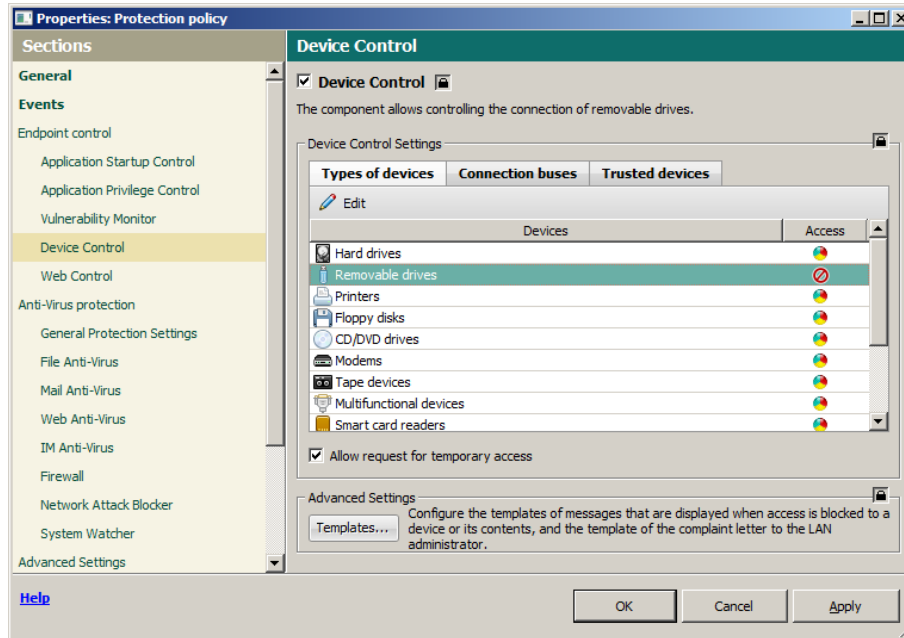 Properties: Protection policy
Sections
General
Events
Endpoint control
Application Startup Control
Application Privilege Control
Vulnerability Monitor
Device Control
Web Control
Anti-Virus protection
General Protection Settings
File Anti-Virus
Mail Anti-Virus
Web Anti-Virus
IM Anti-Virus
Firewall
Network Attack Blocker
System Watcher
Advanced Settings
Device Control
Device Control
The component allows controlling the connection of removable drives.
Device Control Settings
Types of devices Connection buses Trusted devices
Edit
Devices Access
Hard drives
Removable drives
Printers
Floppy disks
CD/DVD drives
Modems
Tape devices
Multifunctional devices
Smart card readers
Allow request for temporary access
Advanced Settings
Templates...
Configure the templates of messages that are displayed when access is blocked to a
device or its contents, and the template of the complaint letter to the LAN
administrator.
Help
OK Cancel Apply